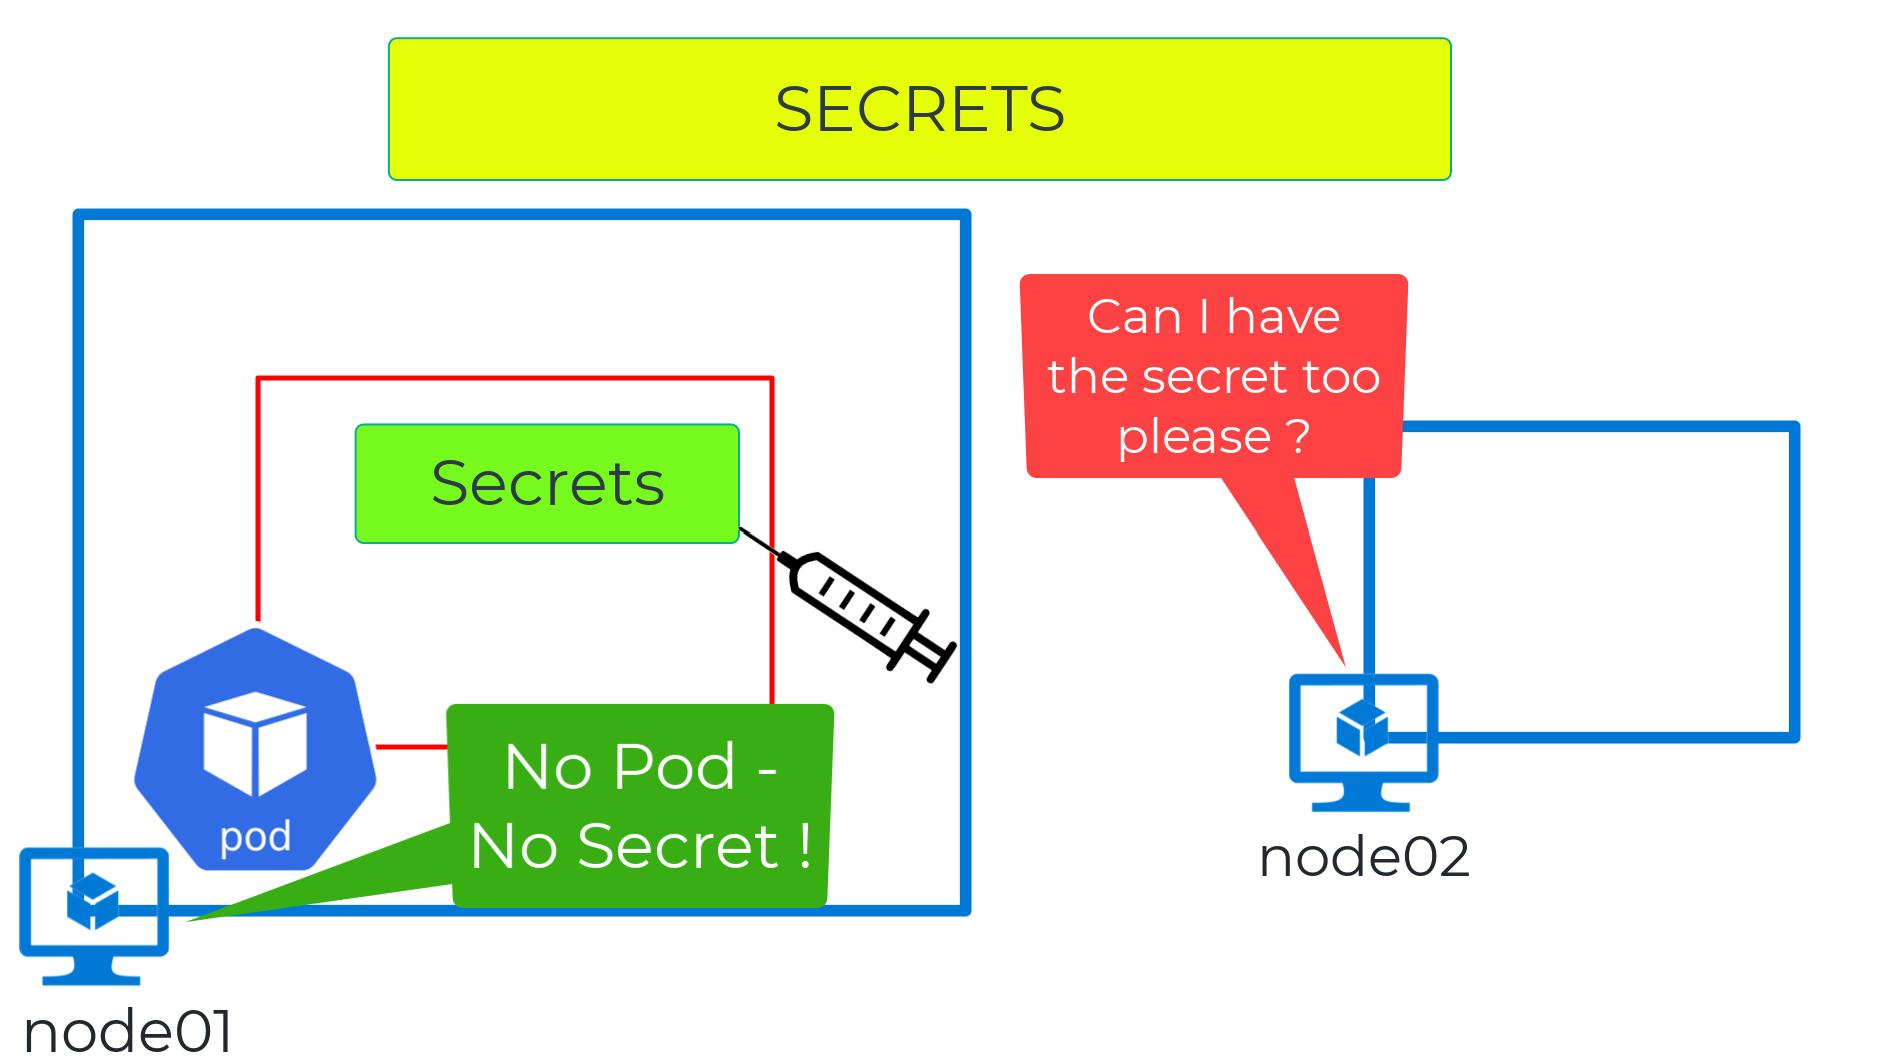 SECRETS
Can I have
the secret too
please ?
Secrets
No Pod -
No Secret !
pod
node02
node01